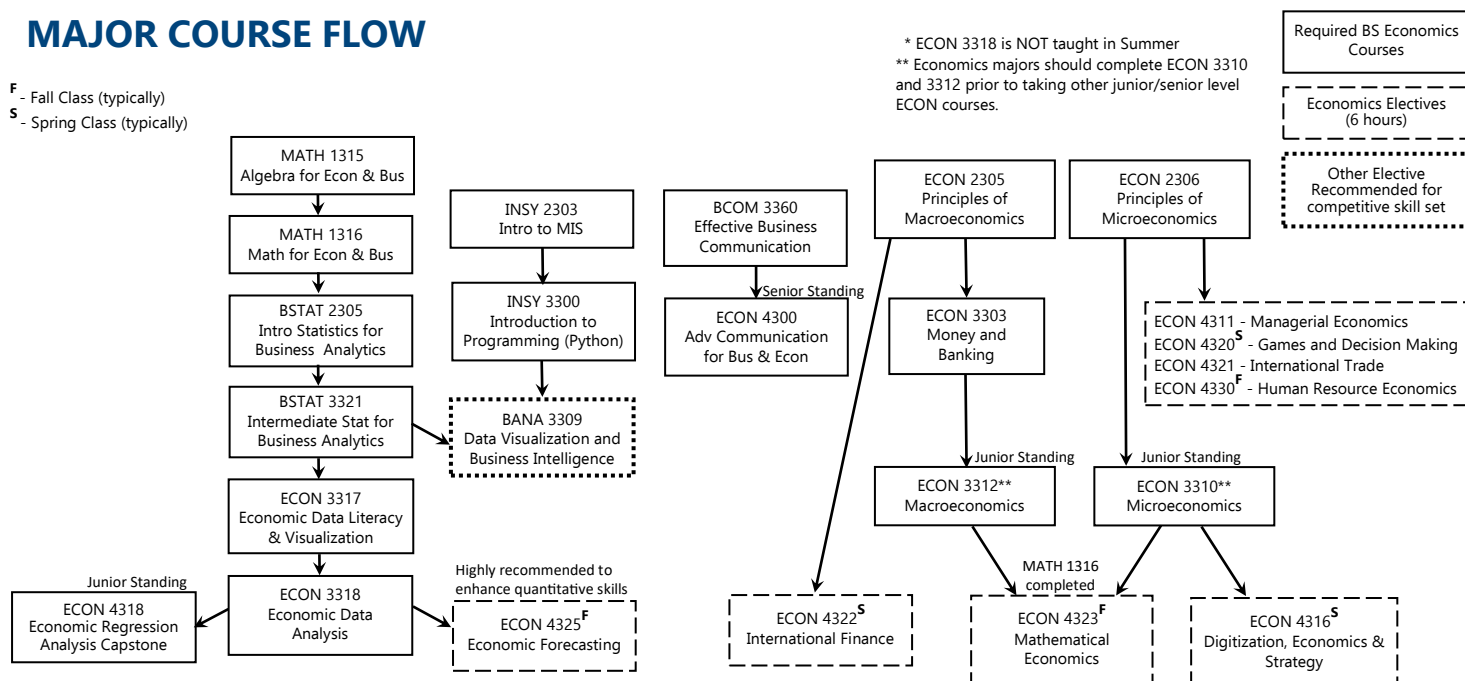 MAJOR COURSE FLOW
F - Fall Class (typically)
S - Spring Class (typically)
* ECON 3318 is NOT taught in Summer
** Economics majors should complete ECON 3310
and 3312 prior to taking other junior/senior level
ECON courses.
Required BS Economics
Courses
Economics Electives
(6 hours)
Other Elective
Recommended for
competitive skill set
MATH 1315
Algebra for Econ & Bus
MATH 1316
Math for Econ & Bus
BSTAT 2305
Intro Statistics for
Business Analytics
BSTAT 3321
Intermediate Stat for
Business Analytics
ECON 3317
Economic Data Literacy
& Visualization
ECON 3318
Economic Data
Analysis
Junior Standing
ECON 4318
Economic Regression
Analysis Capstone
Highly recommended to
enhance quantitative skills
ECON 4325F
Economic Forecasting
INSY 2303
Intro to MIS
INSY 3300
Introduction to
Programming (Python)
BANA 3309
Data Visualization and
Business Intelligence
BCOM 3360
Effective Business
Communication
Senior Standing
ECON 4300
Adv Communication
for Bus & Econ
ECON 2305
Principles of
Macroeconomics
ECON 3303
Money and
Banking
Junior Standing
ECON 3312**
Macroeconomics
ECON 2306
Principles of
Microeconomics
ECON 4311 - Managerial Economics
ECON 4320S - Games and Decision Making
ECON 4321 - International Trade
ECON 4330F - Human Resource Economics
Junior Standing
ECON 3310**
Microeconomics
ECON 4322S
International Finance
MATH 1316
completed
ECON 4323F
Mathematical
Economics
ECON 4316S
Digitization, Economics &
Strategy